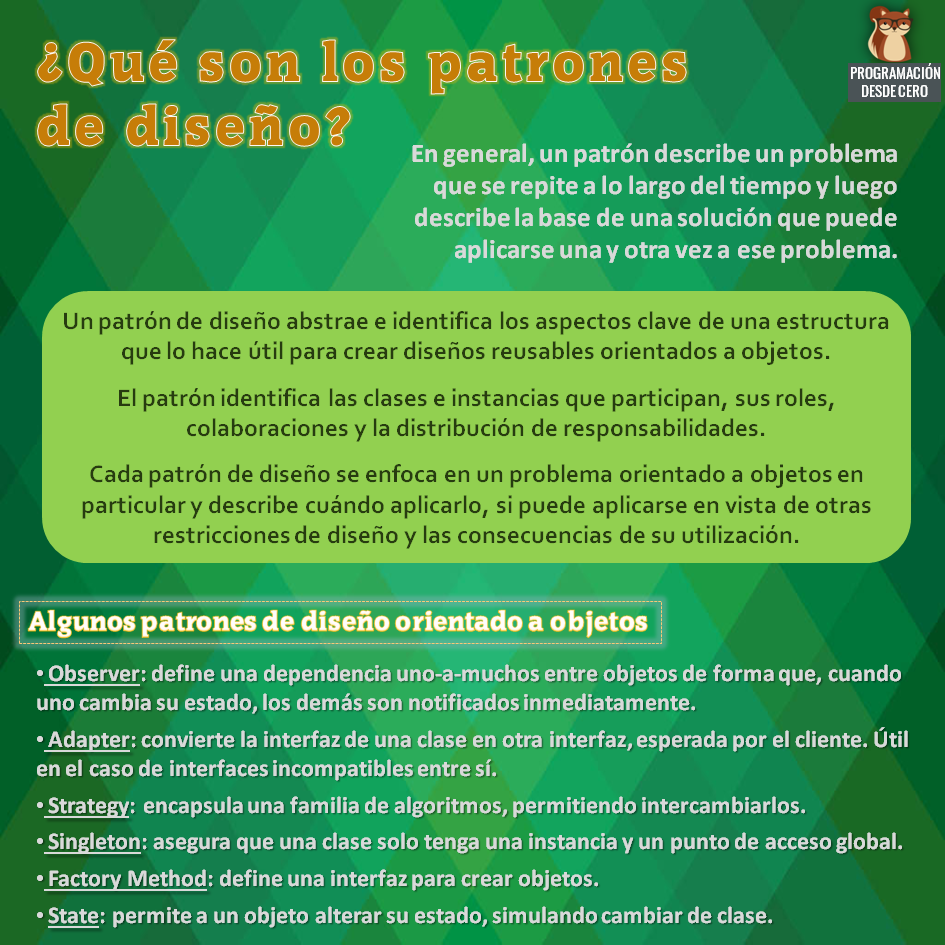 ¿Qué son los patrones
de diseño?
PROGRAMACIÓN
DESDE CERO
En general, un patrón describe un problema
que se repite a lo largo del tiempo y luego
describe la base de una solución que puede
aplicarse una y otra vez a ese problema.
Un patrón de diseño abstrae e identifica los aspectos clave de una estructura
que lo hace útil para crear diseños reusables orientados a objetos.
El patrón identifica las clases e instancias que participan, sus roles,
colaboraciones y la distribución de responsabilidades.
Cada patrón de diseño se enfoca en un problema orientado a objetos en
particular y describe cuándo aplicarlo, si puede aplicarse en vista de otras
restricciones de diseño y las consecuencias de su utilización.
Algunos patrones de diseño orientado a objetos
• Observer: define una dependencia uno-a-muchos entre objetos de forma que, cuando
uno cambia su estado, los demás son notificados inmediatamente.
• Adapter: convierte la interfaz de una clase en otra interfaz, esperada por el cliente. Útil
en el caso de interfaces incompatibles entre sí.
• Strategy: encapsula una familia de algoritmos, permitiendo intercambiarlos.
• Singleton: asegura que una clase solo tenga una instancia y un punto de acceso global.
• Factory Method: define una interfaz para crear objetos.
• State: permite a un objeto alterar su estado, simulando cambiar de clase.